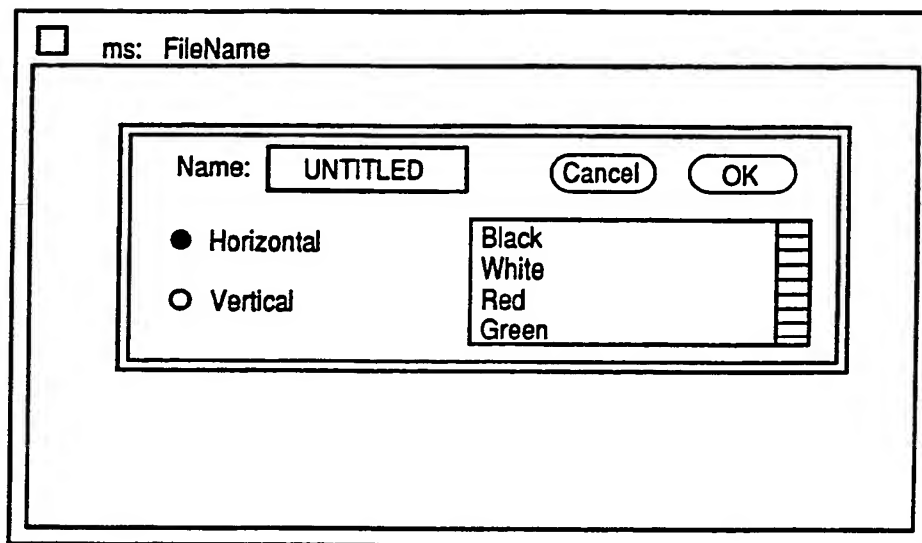 ms: FileName
Name: UNTITLED Cancel OK
Horizontal
Vertical
Black
White
Red
Green